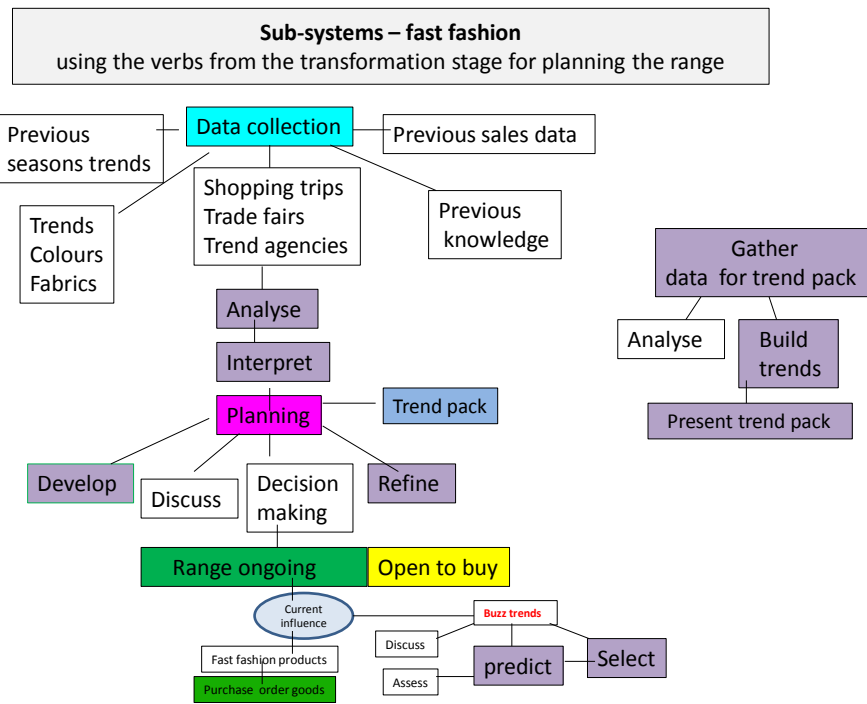 Sub-systems – fast fashion
using the verbs from the transformation stage for planning the range
Data collection
Previous
seasons trends
Previous sales data
Trends
Colours
Fabrics
Shopping trips
Trade fairs
Trend agencies
Previous
knowledge
Gather
data for trend pack
Analyse
Build
trends
Present trend pack
Analyse
Interpret
Planning
Trend pack
Develop
Discuss
Decision
making
Refine
Range ongoing
Open to buy
Current
influence
Buzz trends
Discuss
predict
Select
Assess
Fast fashion products
Purchase order goods